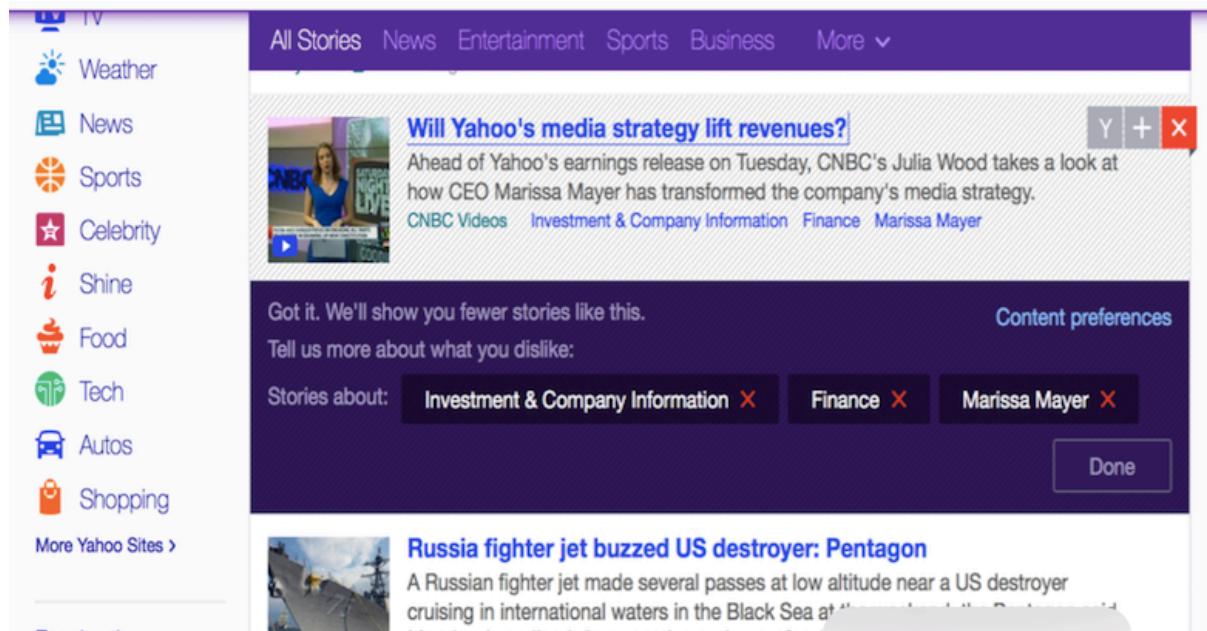 TV
Weather
News
Sports
Celebrity
Shine
Food
Tech
Autos
Shopping
More Yahoo Sites >
All Stories News Entertainment Sports Business More
Will Yahoo's media strategy lift revenues?
Y + X
Ahead of Yahoo's earnings release on Tuesday, CNBC's Julia Wood takes a look at
how CEO Marissa Mayer has transformed the company's media strategy.
CNBC Videos Investment & Company Information Finance Marissa Mayer
CNBC
SATURDAY
NIGHT
LIVE
Got it. We'll show you fewer stories like this.
Content preferences
Tell us more about what you dislike:
Stories about: Investment & Company Information X Finance X Marissa Mayer X
Done
Russia fighter jet buzzed US destroyer: Pentagon
A Russian fighter jet made several passes at low altitude near a US destroyer
cruising in international waters in the Black Sea at